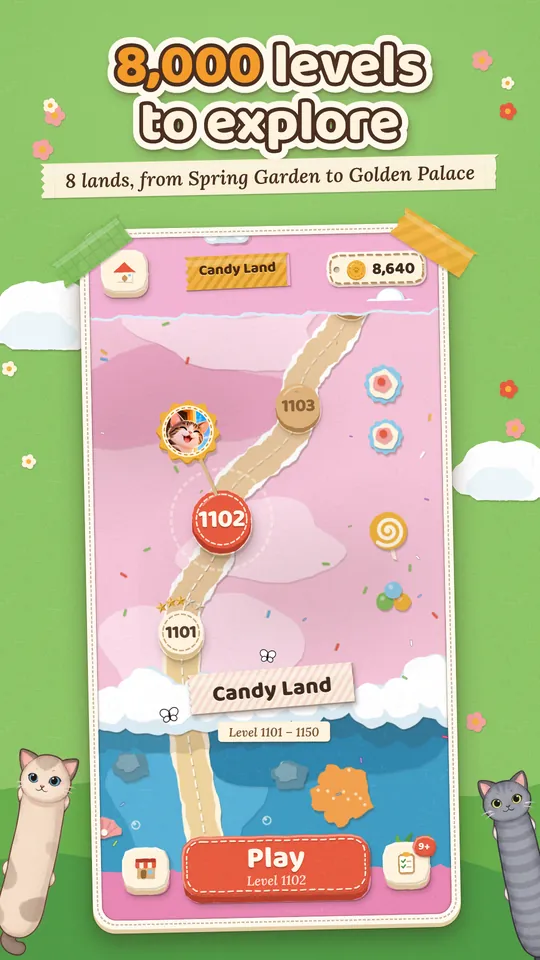 8,000 levels
to explore
8 lands, from Spring Garden to Golden Palace
Candy Land
8,640
1103
1102
1101
Candy Land
Level 1101 – 1150
Play
Level 1102
9+